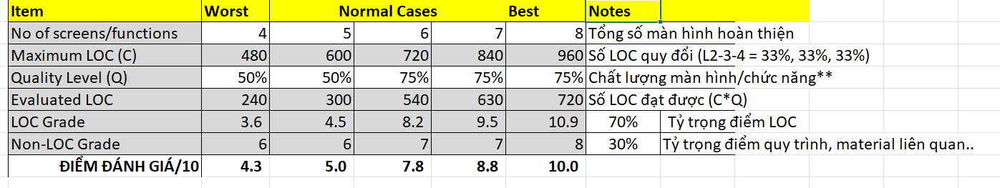 Item Worst Normal Cases Best Notes
No of screens/functions 4 5 6 7 8 Tổng số màn hình hoàn thiện
Maximum LOC (C) 480 600 720 840 960 Số LOC quy đổi (L2-3-4 = 33%, 33%, 33%)
Quality Level (Q) 50% 50% 75% 75% 75% Chất lượng màn hình/chức năng**
Evaluated LOC 240 300 540 630 720 Số LOC đạt được (C*Q)
LOC Grade 3.6 4.5 8.2 9.5 10.9 70% Tỷ trọng điểm LOC
Non-LOC Grade 6 6 7 7 8 30% Tỷ trọng điểm quy trình, material liên quan..
ĐIỂM ĐÁNH GIÁ/10 4.3 5.0 7.8 8.8 10.0